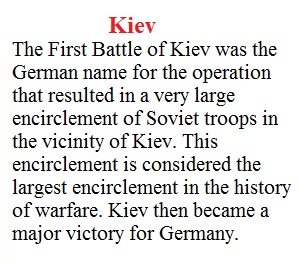 Kiev
The First Battle of Kiev was the
German name for the operation
that resulted in a very large
encirclement of Soviet troops in
the vicinity of Kiev. This
encirclement is considered the
largest encirclement in the history
of warfare. Kiev then became a
major victory for Germany.